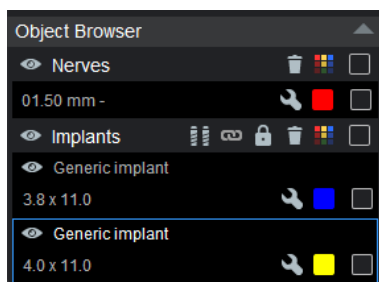 Object Browser
Nerves
01.50 mm -
Implants
Generic implant
3.8 x 11.0
Generic implant
4.0 x 11.0